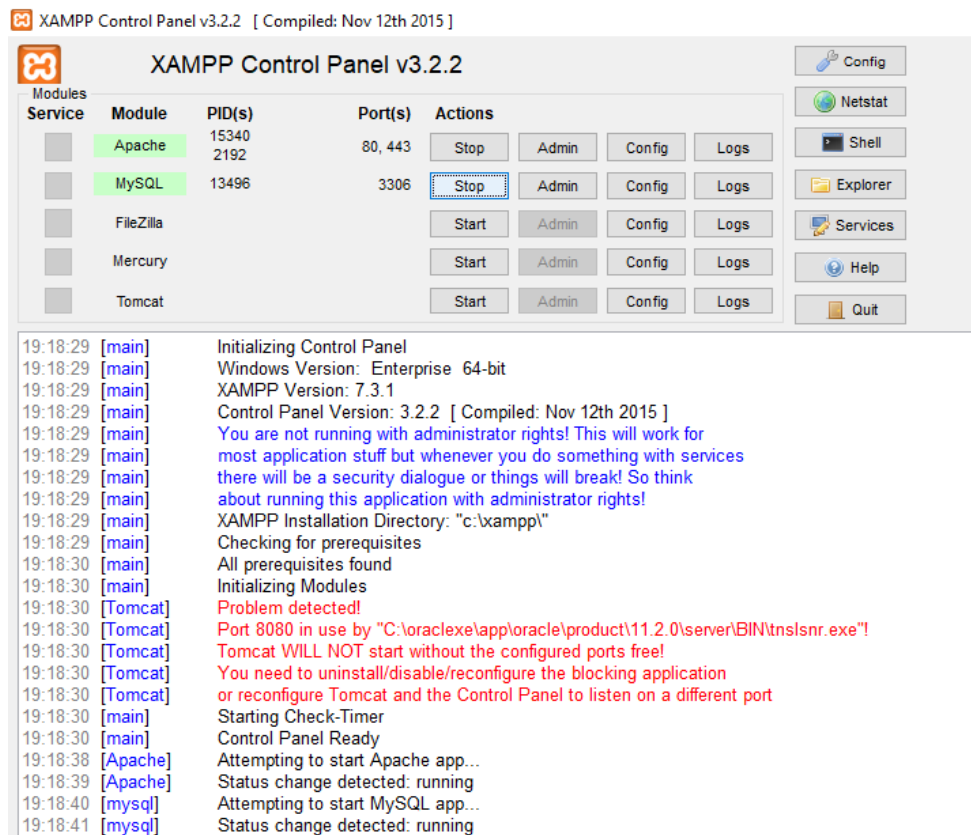 XAMPP Control Panel v3.2.2 [ Compiled: Nov 12th 2015 ]
XAMPP Control Panel v3.2.2
Config
Modules
Service Module PID(s) Port(s) Actions
Netstat
Apache 15340 2192 80, 443 Stop Admin Config Logs
Shell
MySQL 13496 3306 Stop Admin Config Logs
Explorer
FileZilla Start Admin Config Logs
Services
Mercury Start Admin Config Logs
Help
Tomcat Start Admin Config Logs
Quit
19:18:29 [main] Initializing Control Panel
19:18:29 [main] Windows Version: Enterprise 64-bit
19:18:29 [main] XAMPP Version: 7.3.1
19:18:29 [main] Control Panel Version: 3.2.2 [ Compiled: Nov 12th 2015 ]
19:18:29 [main] You are not running with administrator rights! This will work for
19:18:29 [main] most application stuff but whenever you do something with services
19:18:29 [main] there will be a security dialogue or things will break! So think
19:18:29 [main] about running this application with administrator rights!
19:18:29 [main] XAMPP Installation Directory: "c:\xampp\"
19:18:29 [main] Checking for prerequisites
19:18:30 [main] All prerequisites found
19:18:30 [main] Initializing Modules
19:18:30 [Tomcat] Problem detected!
19:18:30 [Tomcat] Port 8080 in use by "C:\oraclexe\app\oracle\product\11.2.0\server\BIN\tnslsnr.exe"!
19:18:30 [Tomcat] Tomcat WILL NOT start without the configured ports free!
19:18:30 [Tomcat] You need to uninstall/disable/reconfigure the blocking application
19:18:30 [Tomcat] or reconfigure Tomcat and the Control Panel to listen on a different port
19:18:30 [main] Starting Check-Timer
19:18:30 [main] Control Panel Ready
19:18:38 [Apache] Attempting to start Apache app...
19:18:39 [Apache] Status change detected: running
19:18:40 [mysql] Attempting to start MySQL app...
19:18:41 [mysql] Status change detected: running